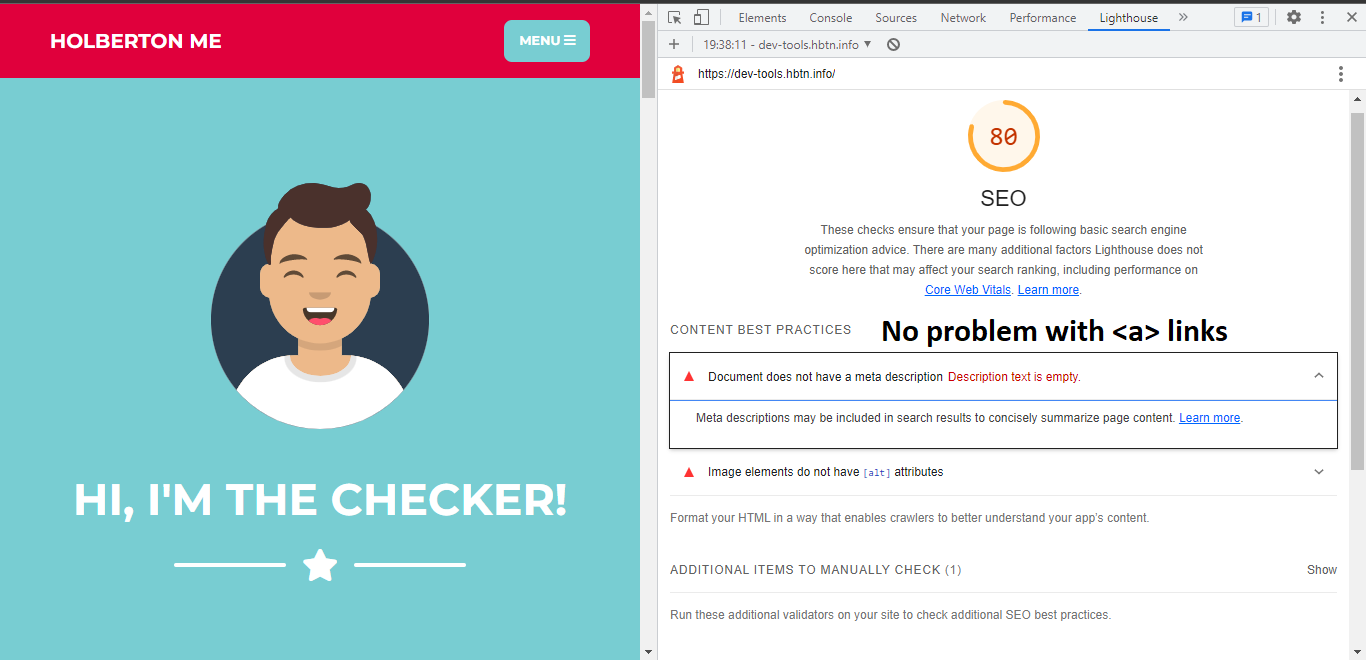 HOLBERTON ME
MENU
HI, I'M THE CHECKER!
Elements Console Sources Network Performance Lighthouse » 1
19:38:11 - dev-tools.hbtn.info
https://dev-tools.hbtn.info/
80
SEO
These checks ensure that your page is following basic search engine
optimization advice. There are many additional factors Lighthouse does not
score here that may affect your search ranking, including performance on
Core Web Vitals. Learn more.
CONTENT BEST PRACTICES No problem with <a> links
Document does not have a meta description Description text is empty.
Meta descriptions may be included in search results to concisely summarize page content. Learn more.
Image elements do not have [alt] attributes
Format your HTML in a way that enables crawlers to better understand your app's content.
ADDITIONAL ITEMS TO MANUALLY CHECK (1) Show
Run these additional validators on your site to check additional SEO best practices.